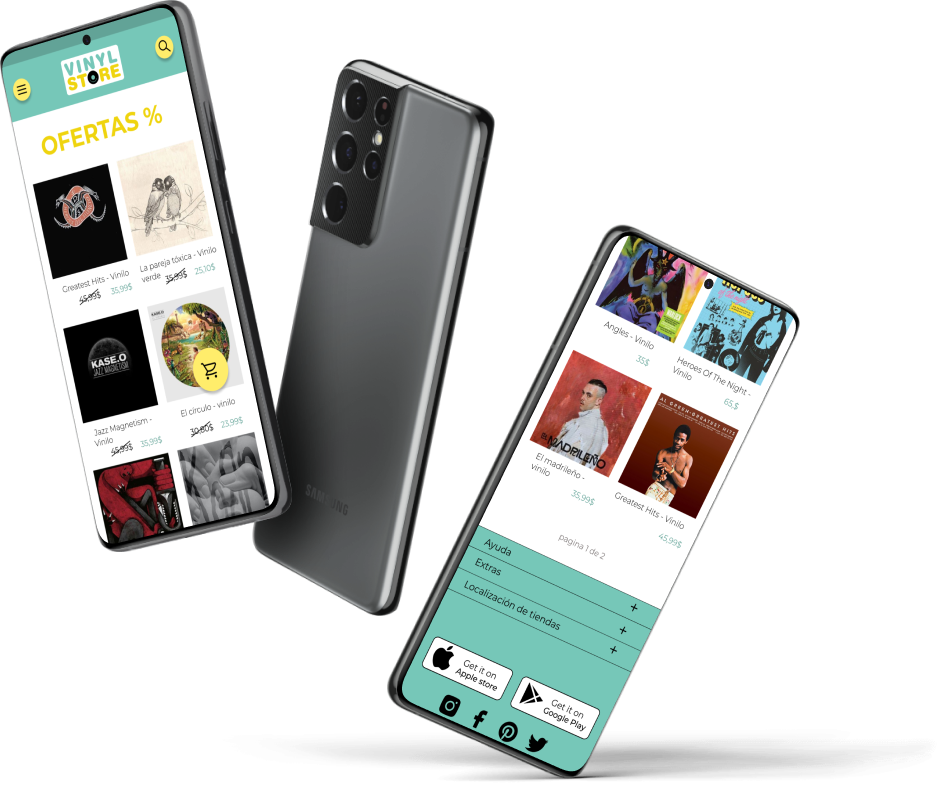 VINYL
STORE
OFERTAS %
Greatest Hits - Vinilo
45,99$ 35,99$
La pareja tóxica - Vinilo
verde 35,99$ 25,10$
KASE.O
JAZZ MAGNETISM
Jazz Magnetism -
Vinilo
45,99$ 35,99$
El círculo - vinilo
30,80$ 23,99$
SAMSUNG
Angles - Vinilo
35$
Heroes Of The Night -
Vinilo
65,$
EL MADRILEÑO
El madrileño -
vinilo
35,99$
AL GREEN GREATEST HITS
Greatest Hits - Vinilo
45,99$
pagina 1 de 2
Ayuda +
Extras +
Localización de tiendas +
Get it on
Apple store
Get it on
Google Play